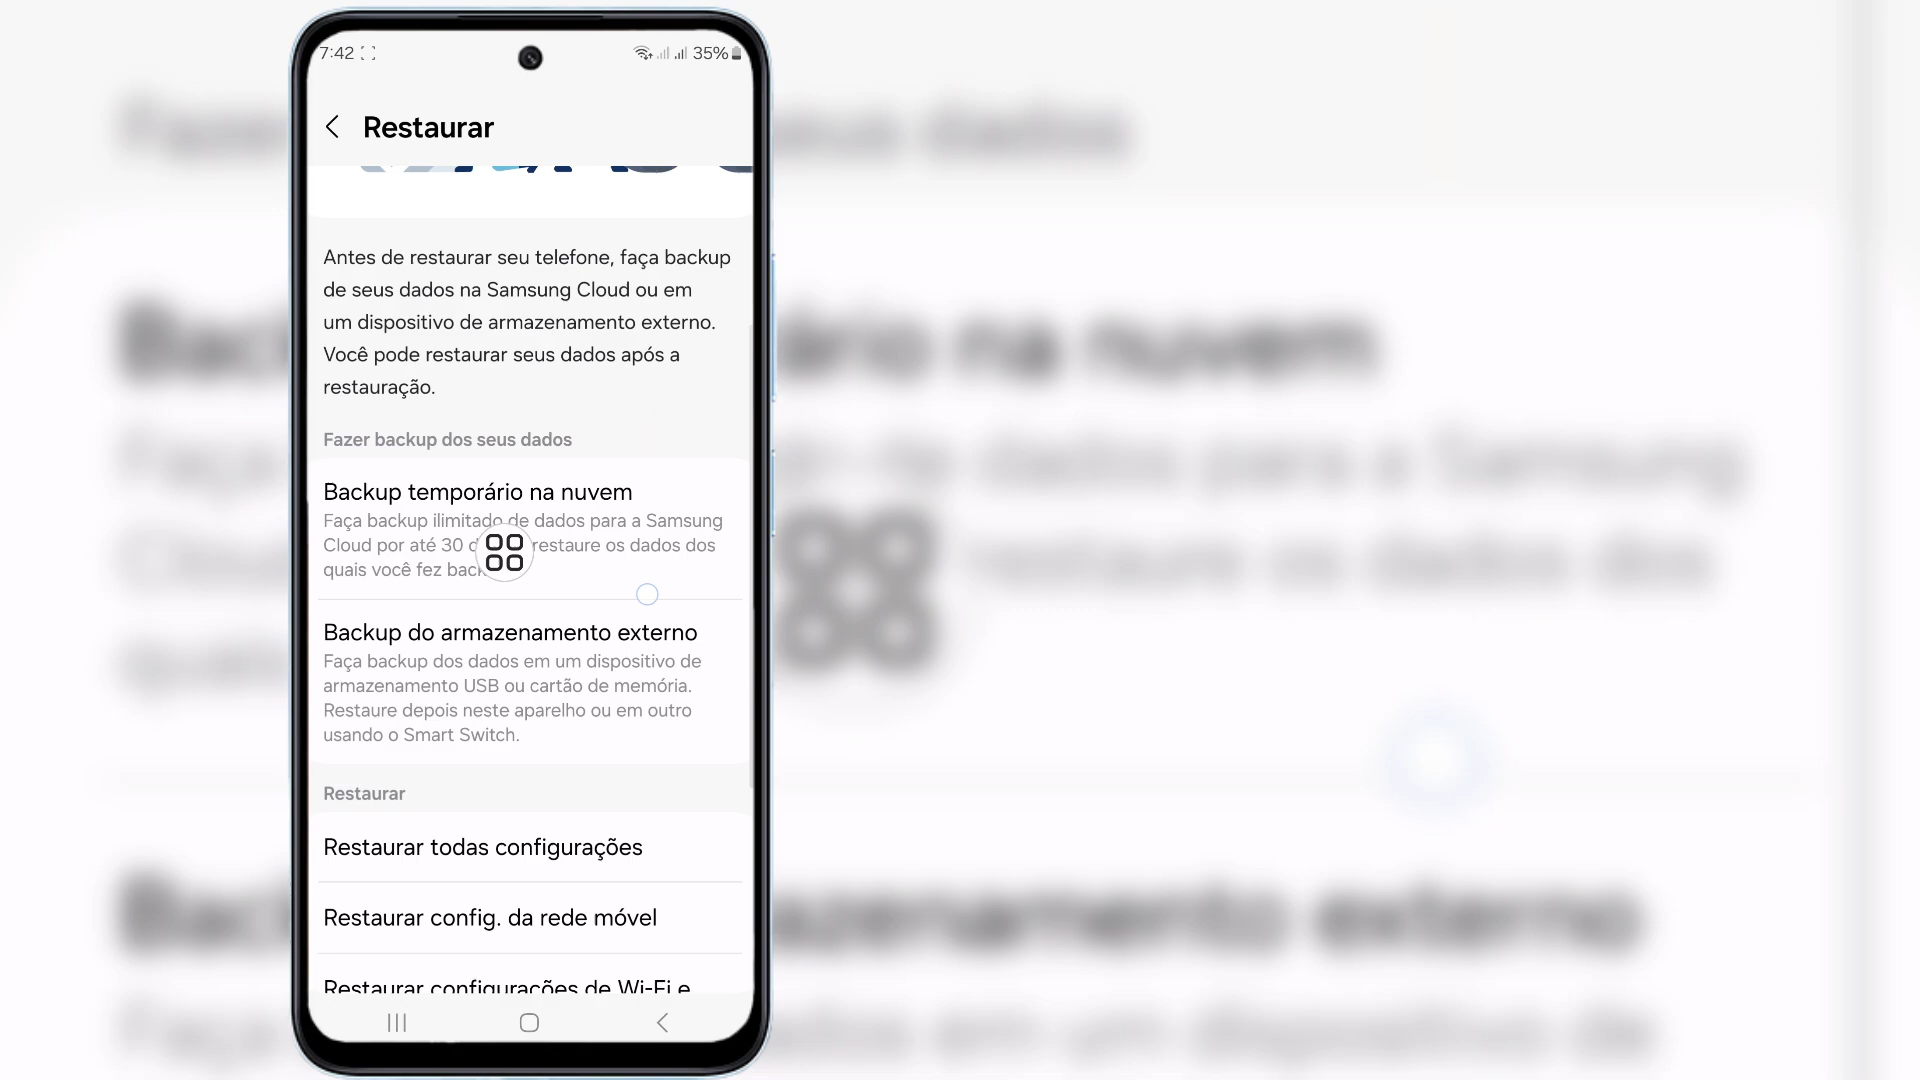 7:42 35%
Restaurar
Antes de restaurar seu telefone, faça backup
de seus dados na Samsung Cloud ou em
um dispositivo de armazenamento externo.
Você pode restaurar seus dados após a
restauração.
Fazer backup dos seus dados
Backup temporário na nuvem
Faça backup ilimitado de dados para a Samsung
Cloud por até 30 restaure os dados dos
quais você fez
Backup do armazenamento externo
Faça backup dos dados em um dispositivo de
armazenamento USB ou cartão de memória.
Restaure depois neste aparelho ou em outro
usando o Smart Switch.
Restaurar
Restaurar todas configurações
Restaurar config. da rede móvel
Restaurar configurações de Wi-Fi e